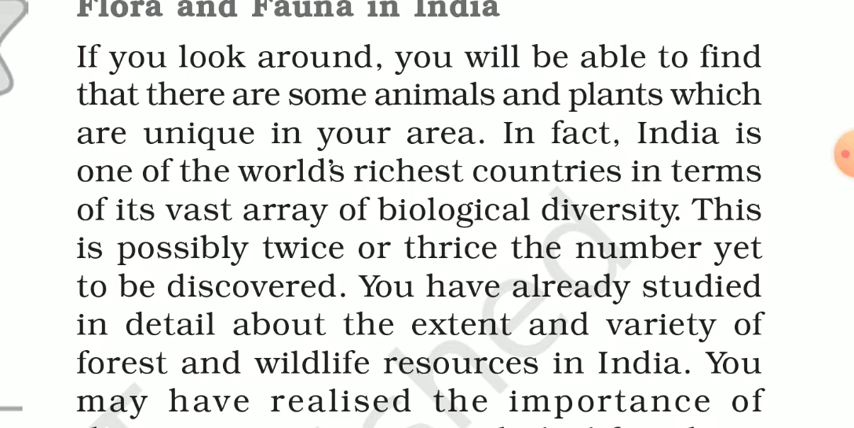 Flora and Fauna in India
If you look around, you will be able to find
that there are some animals and plants which
are unique in your area. In fact, India is
one of the world's richest countries in terms
of its vast array of biological diversity. This
is possibly twice or thrice the number yet
to be discovered. You have already studied
in detail about the extent and variety of
forest and wildlife resources in India. You
may have realised the importance of